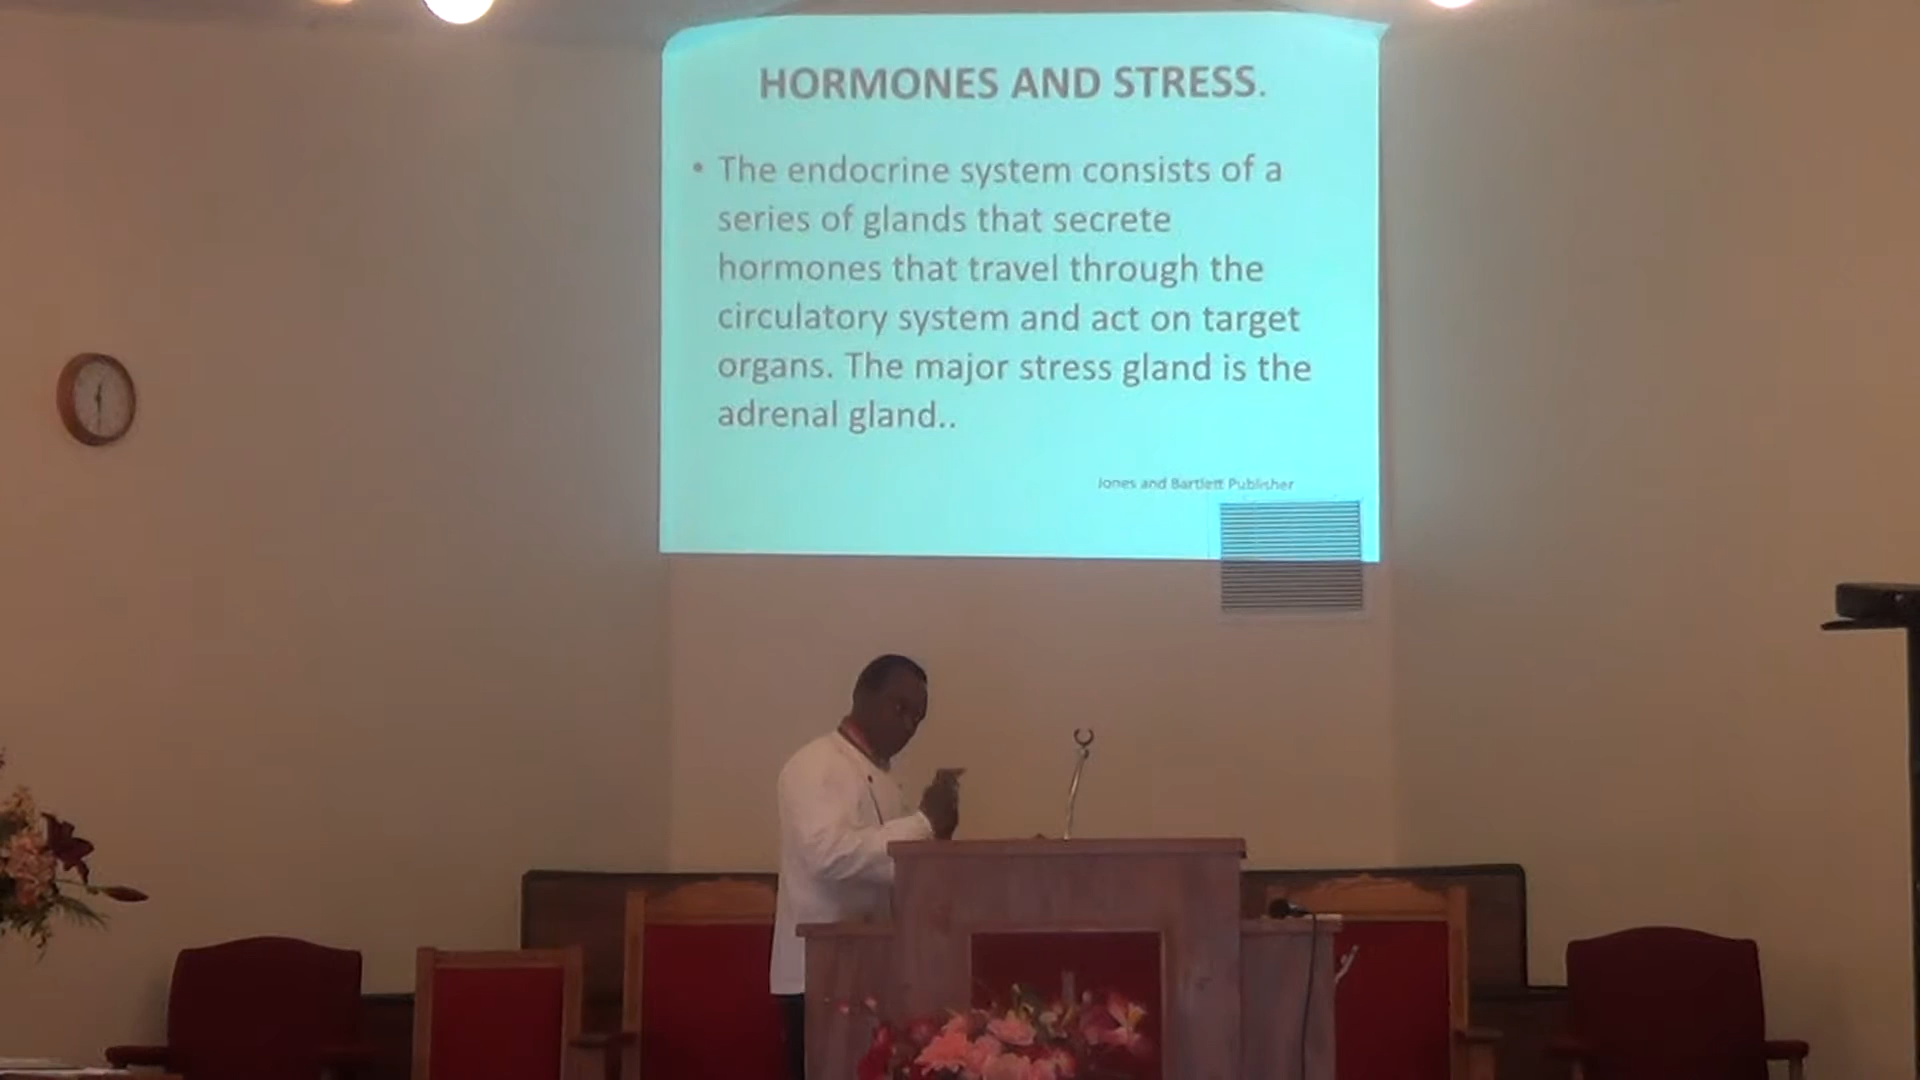 HORMONES AND STRESS.
• The endocrine system consists of a
series of glands that secrete
hormones that travel through the
circulatory system and act on target
organs. The major stress gland is the
adrenal gland..
Jones and Bartlett Publisher